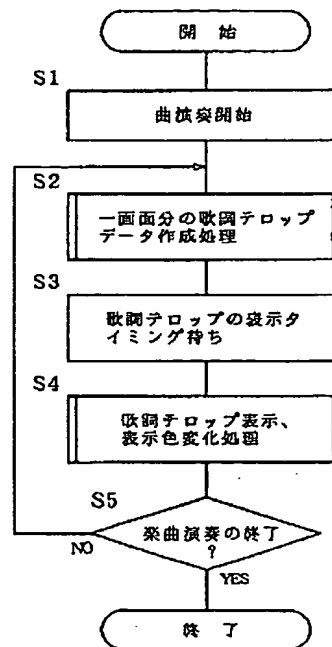 開 始
S1
曲演奏開始
S2
一画面分の歌詞テロップ
データ作成処理
S3
歌詞テロップの表示タ
イミング待ち
S4
歌詞テロップ表示、
表示色変化処理
S5
楽曲演奏の終了
?
NO
YES
終 了